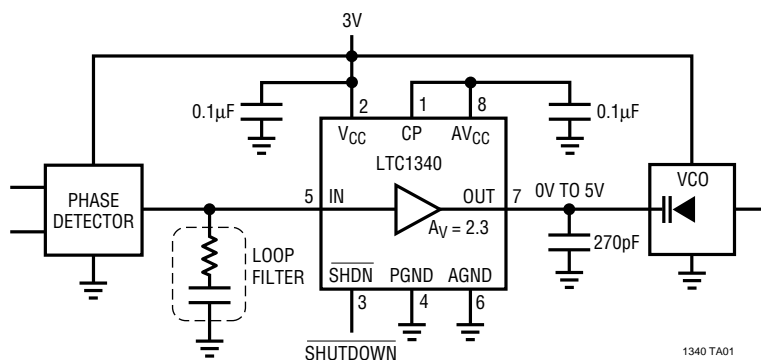 3V
0.1µF
2
1
8
0.1µF
VCC
CP
AVCC
LTC1340
PHASE
DETECTOR
5
IN
OUT
7
0V TO 5V
VCO
AV = 2.3
270pF
LOOP
FILTER
SHDN
PGND
AGND
3
4
6
SHUTDOWN
1340 TA01